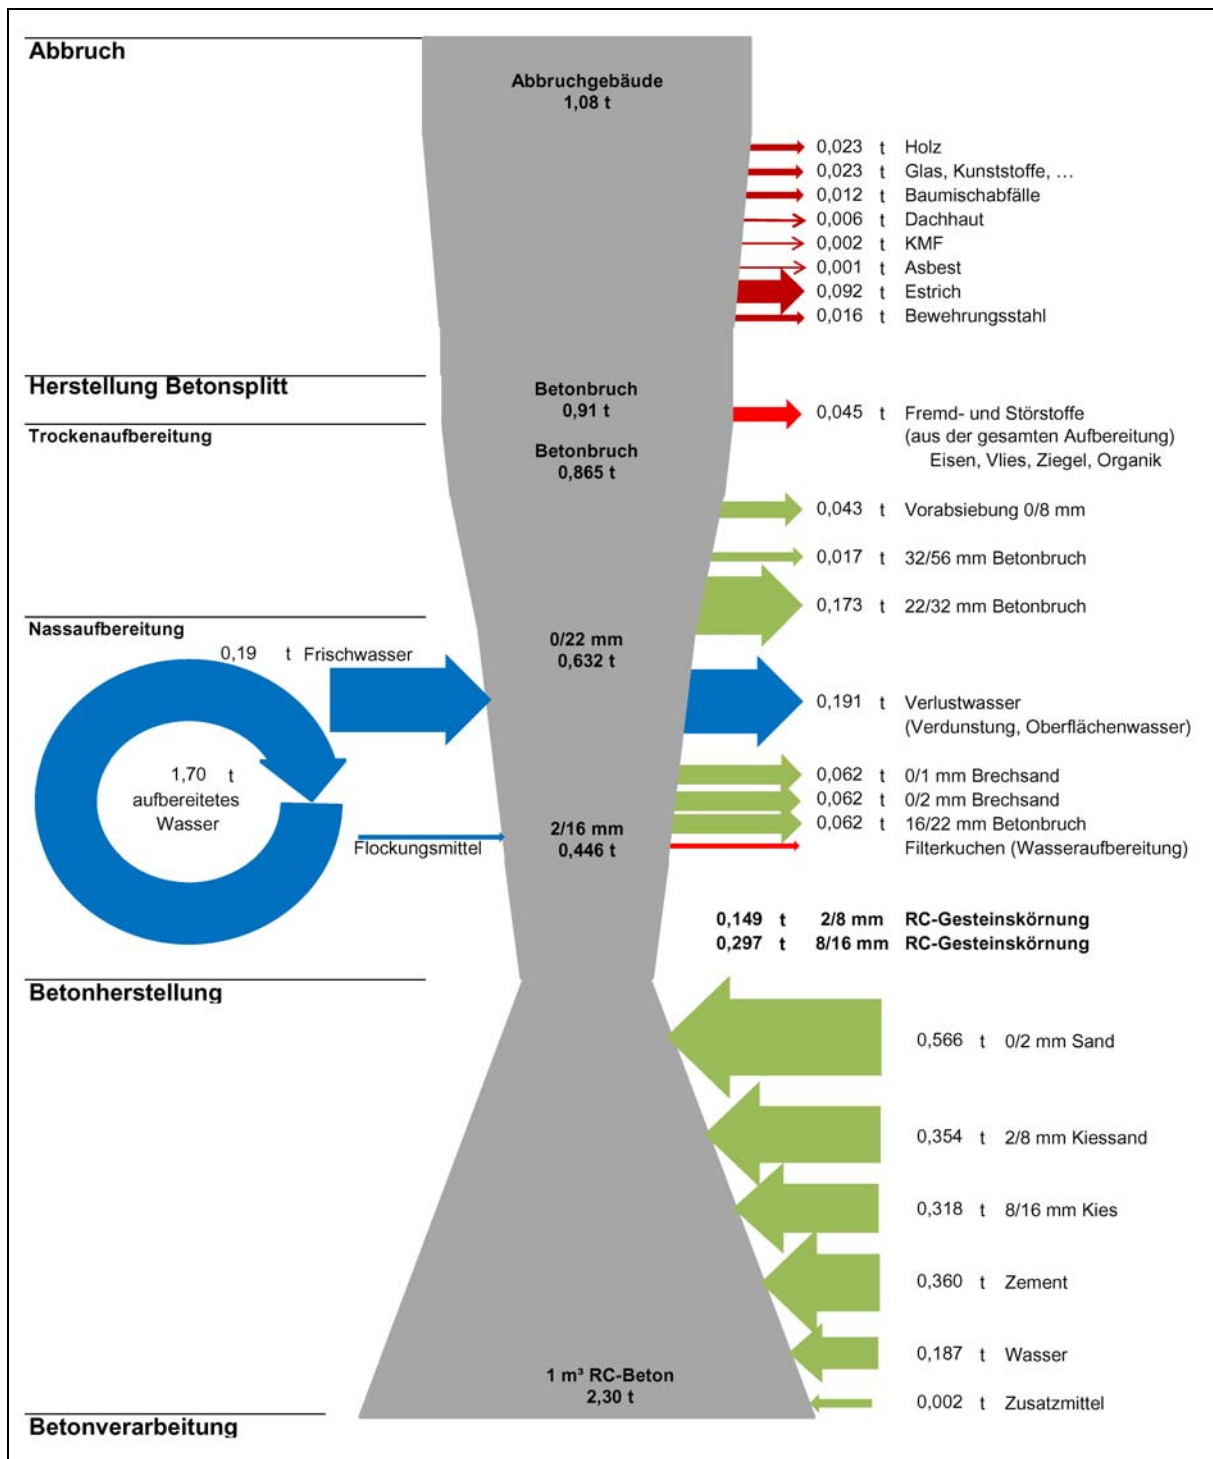 Abbruch
Abbruchgebäude
1,08 t
0,023 t Holz
0,023 t Glas, Kunststoffe, ...
0,012 t Baumischabfälle
0,006 t Dachhaut
0,002 t KMF
0,001 t Asbest
0,092 t Estrich
0,016 t Bewehrungsstahl
Herstellung Betonsplitt
Betonbruch
0,91 t
0,045 t Fremd- und Störstoffe
(aus der gesamten Aufbereitung)
Eisen, Vlies, Ziegel, Organik
Trockenaufbereitung
Betonbruch
0,865 t
0,043 t Vorabsiebung 0/8 mm
0,017 t 32/56 mm Betonbruch
0,173 t 22/32 mm Betonbruch
Nassaufbereitung
0/22 mm
0,632 t
0,19 t Frischwasser
0,191 t Verlustwasser
(Verdunstung, Oberflächenwasser)
1,70 t
aufbereitetes
Wasser
0,062 t 0/1 mm Brechsand
0,062 t 0/2 mm Brechsand
0,062 t 16/22 mm Betonbruch
2/16 mm
0,446 t
Flockungsmittel
Filterkuchen (Wasseraufbereitung)
0,149 t 2/8 mm RC-Gesteinskörnung
0,297 t 8/16 mm RC-Gesteinskörnung
Betonherstellung
0,566 t 0/2 mm Sand
0,354 t 2/8 mm Kiessand
0,318 t 8/16 mm Kies
0,360 t Zement
0,187 t Wasser
1 m³ RC-Beton
2,30 t
0,002 t Zusatzmittel
Betonverarbeitung